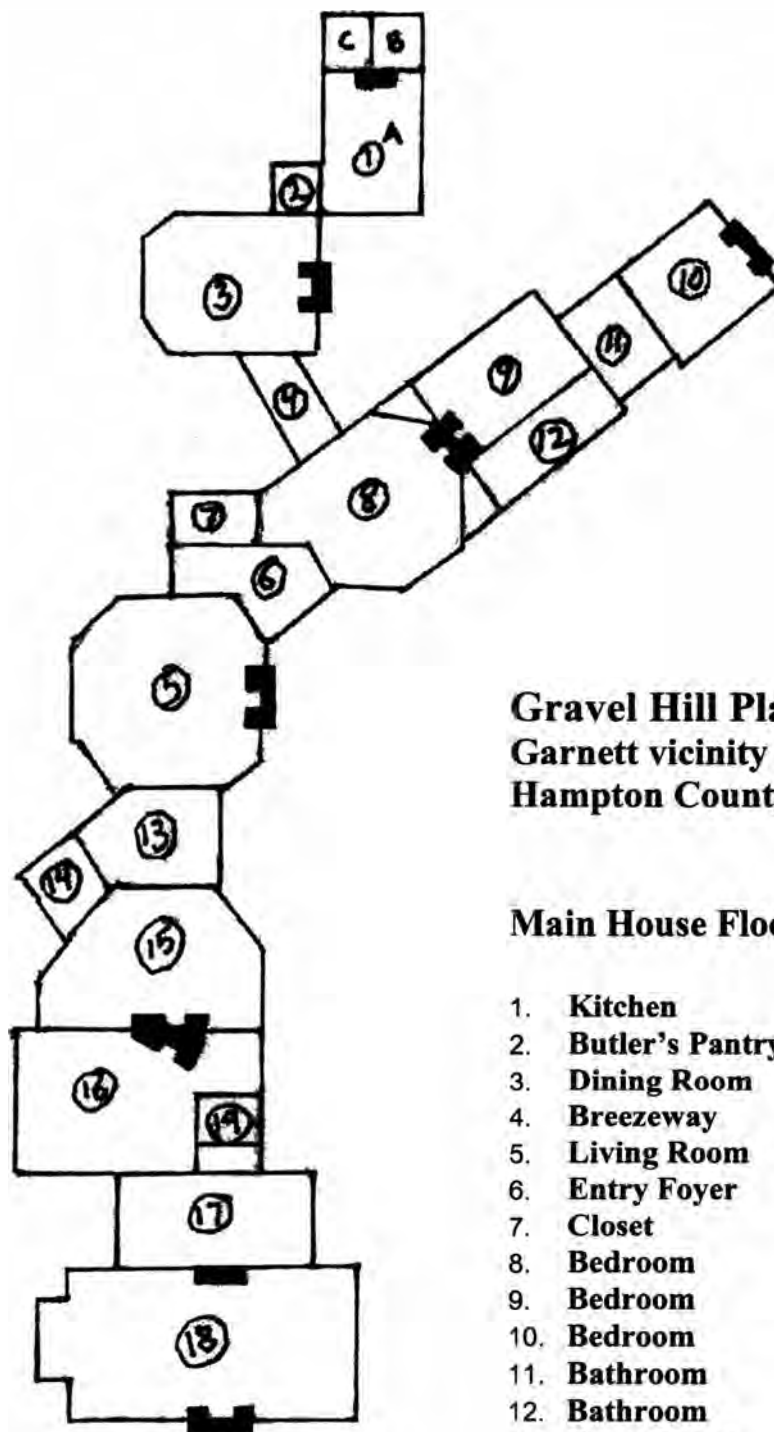 C B
A
1
2
3
10
11
9
4
12
8
7
6
5
13
14
15
16
19
17
18
Gravel Hill Pla
Garnett vicinity
Hampton Count
Main House Floo
1. Kitchen
2. Butler's Pantry
3. Dining Room
4. Breezeway
5. Living Room
6. Entry Foyer
7. Closet
8. Bedroom
9. Bedroom
10. Bedroom
11. Bathroom
12. Bathroom